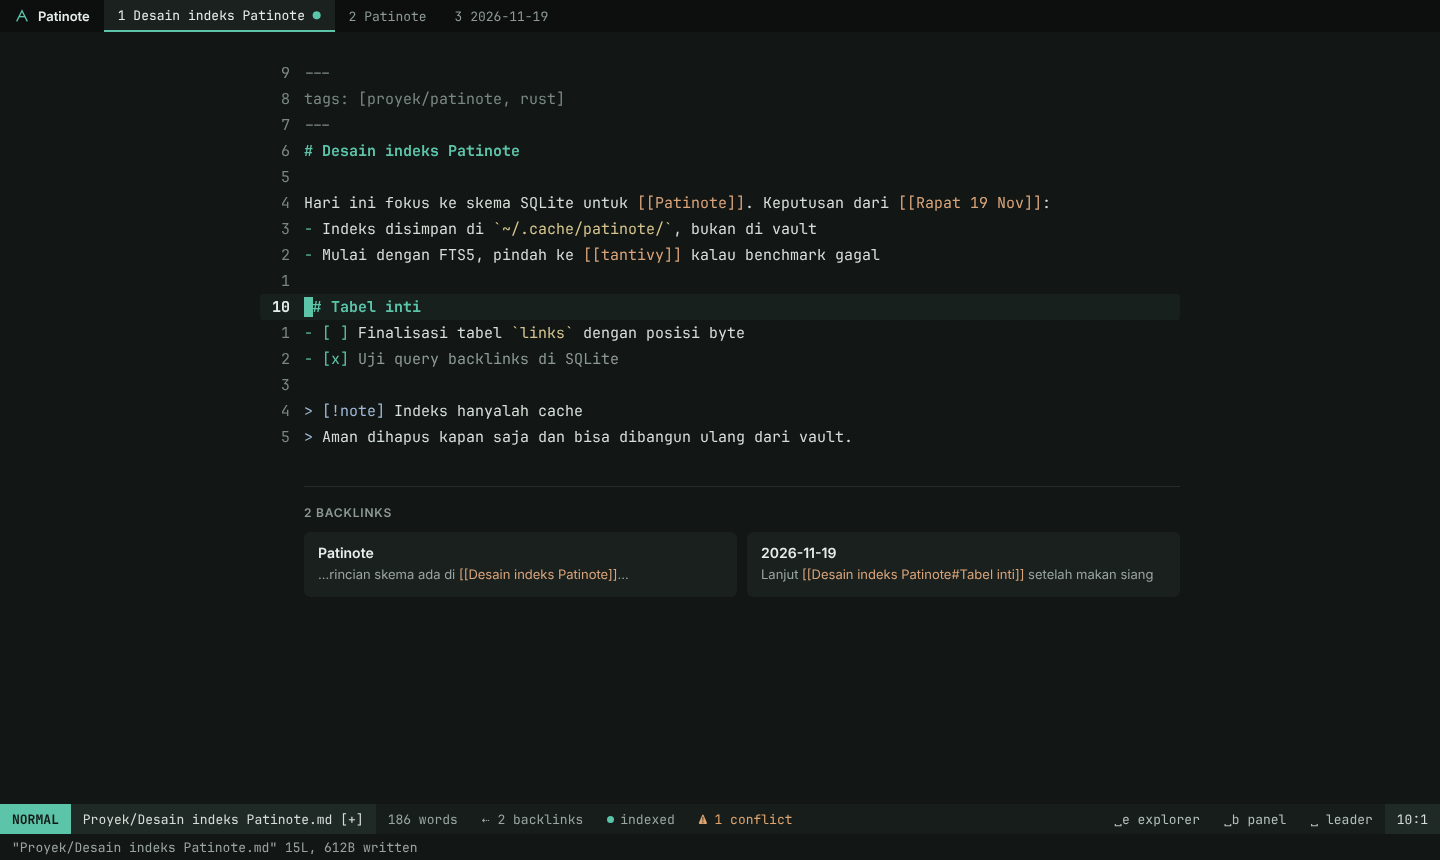 Patinote
1 Desain indeks Patinote ●
2 Patinote
3 2026-11-19
9 ---
8 tags: [proyek/patinote, rust]
7 ---
6 # Desain indeks Patinote
5
4 Hari ini fokus ke skema SQLite untuk [[Patinote]]. Keputusan dari [[Rapat 19 Nov]]:
3 - Indeks disimpan di `~/.cache/patinote/`, bukan di vault
2 - Mulai dengan FTS5, pindah ke [[tantivy]] kalau benchmark gagal
1
10 # Tabel inti
1 - [ ] Finalisasi tabel `links` dengan posisi byte
2 - [x] Uji query backlinks di SQLite
3
4 > [!note] Indeks hanyalah cache
5 > Aman dihapus kapan saja dan bisa dibangun ulang dari vault.
2 BACKLINKS
Patinote
...rincian skema ada di [[Desain indeks Patinote]]...
2026-11-19
Lanjut [[Desain indeks Patinote#Tabel inti]] setelah makan siang
NORMAL
Proyek/Desain indeks Patinote.md [+]
186 words
← 2 backlinks
● indexed
⚠ 1 conflict
␣e explorer
␣b panel
␣ leader
10:1
"Proyek/Desain indeks Patinote.md" 15L, 612B written